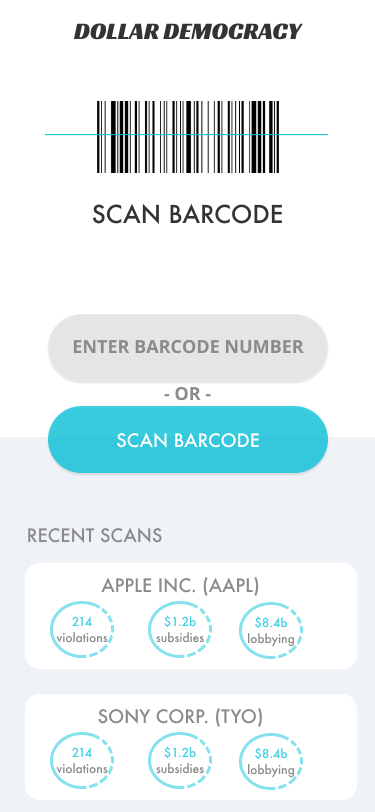 DOLLAR DEMOCRACY
SCAN BARCODE
ENTER BARCODE NUMBER
- OR -
SCAN BARCODE
RECENT SCANS
APPLE INC. (AAPL)
214 $1.2b $8.4b
violations subsidies lobbying
SONY CORP. (TYO)
214 $1.2b $8.4b
violations subsidies lobbying